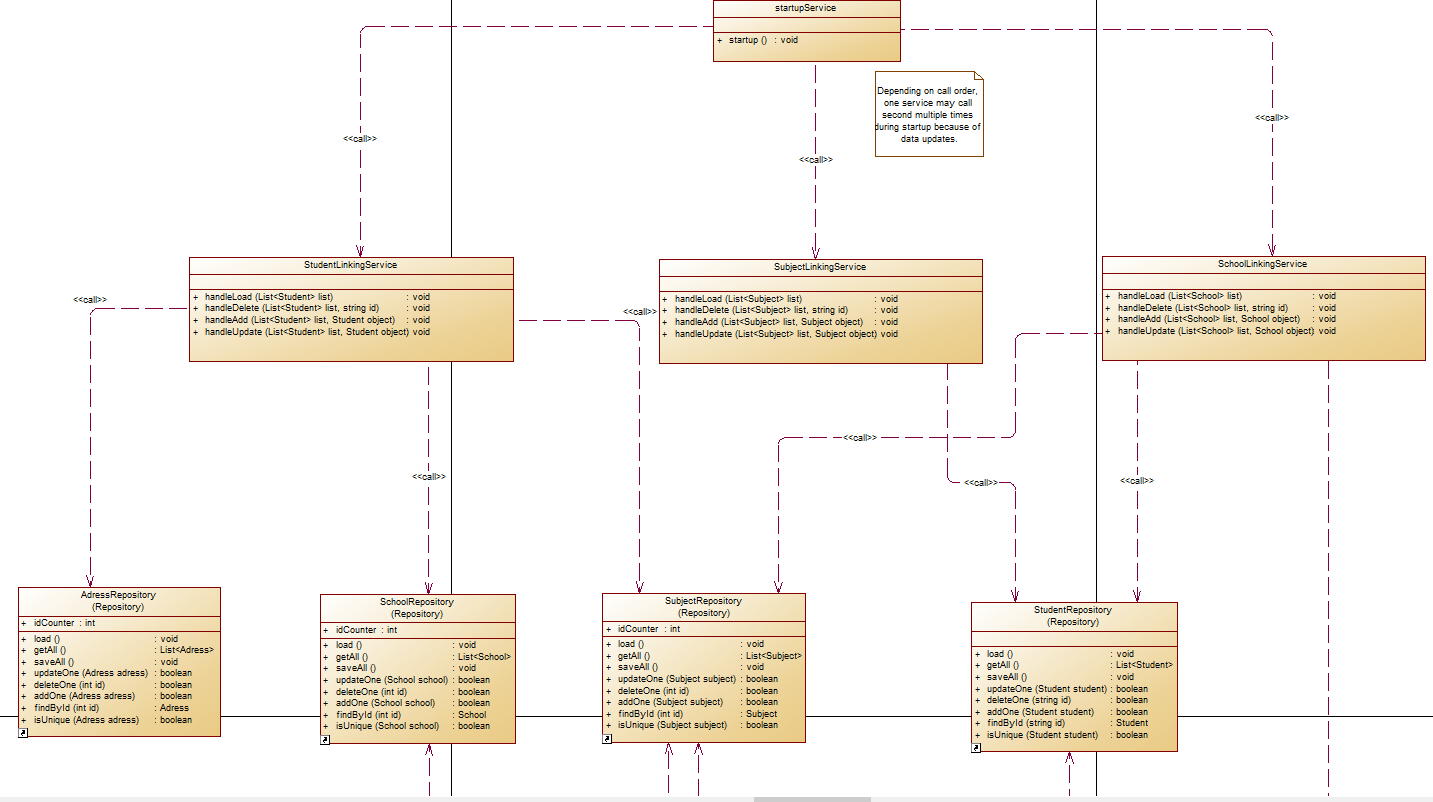 startupService
+ startup () : void
Depending on call order,
one service may call
second multiple times
during startup because of
data updates.
<<call>>
<<call>>
<<call>>
StudentLinkingService
+ handleLoad (List<Student> list) : void
+ handleDelete (List<Student> list, string id) : void
+ handleAdd (List<Student> list, Student object) : void
+ handleUpdate (List<Student> list, Student object) void
SubjectLinkingService
+ handleLoad (List<Subject> list) : void
+ handleDelete (List<Subject> list, string id) : void
+ handleAdd (List<Subject> list, Subject object) : void
+ handleUpdate (List<Subject> list, Subject object) void
SchoolLinkingService
+ handleLoad (List<School> list) : void
+ handleDelete (List<School> list, string id) : void
+ handleAdd (List<School> list, School object) : void
+ handleUpdate (List<School> list, School object) void
<<call>>
<<call>>
<<call>>
<<call>>
<<call>>
<<call>>
AdressRepository
(Repository)
+ idCounter : int
+ load () : void
+ getAll () : List<Adress>
+ saveAll () : void
+ updateOne (Adress adress) : boolean
+ deleteOne (int id) : boolean
+ addOne (Adress adress) : boolean
+ findById (int id) : Adress
+ isUnique (Adress adress) : boolean
SchoolRepository
(Repository)
+ idCounter : int
+ load () : void
+ getAll () : List<School>
+ saveAll () : void
+ updateOne (School school) : boolean
+ deleteOne (int id) : boolean
+ addOne (School school) : boolean
+ findById (int id) : School
+ isUnique (School school) : boolean
SubjectRepository
(Repository)
+ idCounter : int
+ load () : void
+ getAll () : List<Subject>
+ saveAll () : void
+ updateOne (Subject subject) : boolean
+ deleteOne (int id) : boolean
+ addOne (Subject subject) : boolean
+ findById (int id) : Subject
+ isUnique (Subject subject) : boolean
StudentRepository
(Repository)
+ load () : void
+ getAll () : List<Student>
+ saveAll () : void
+ updateOne (Student student) : boolean
+ deleteOne (string id) : boolean
+ addOne (Student student) : boolean
+ findById (string id) : Student
+ isUnique (Student student) : boolean